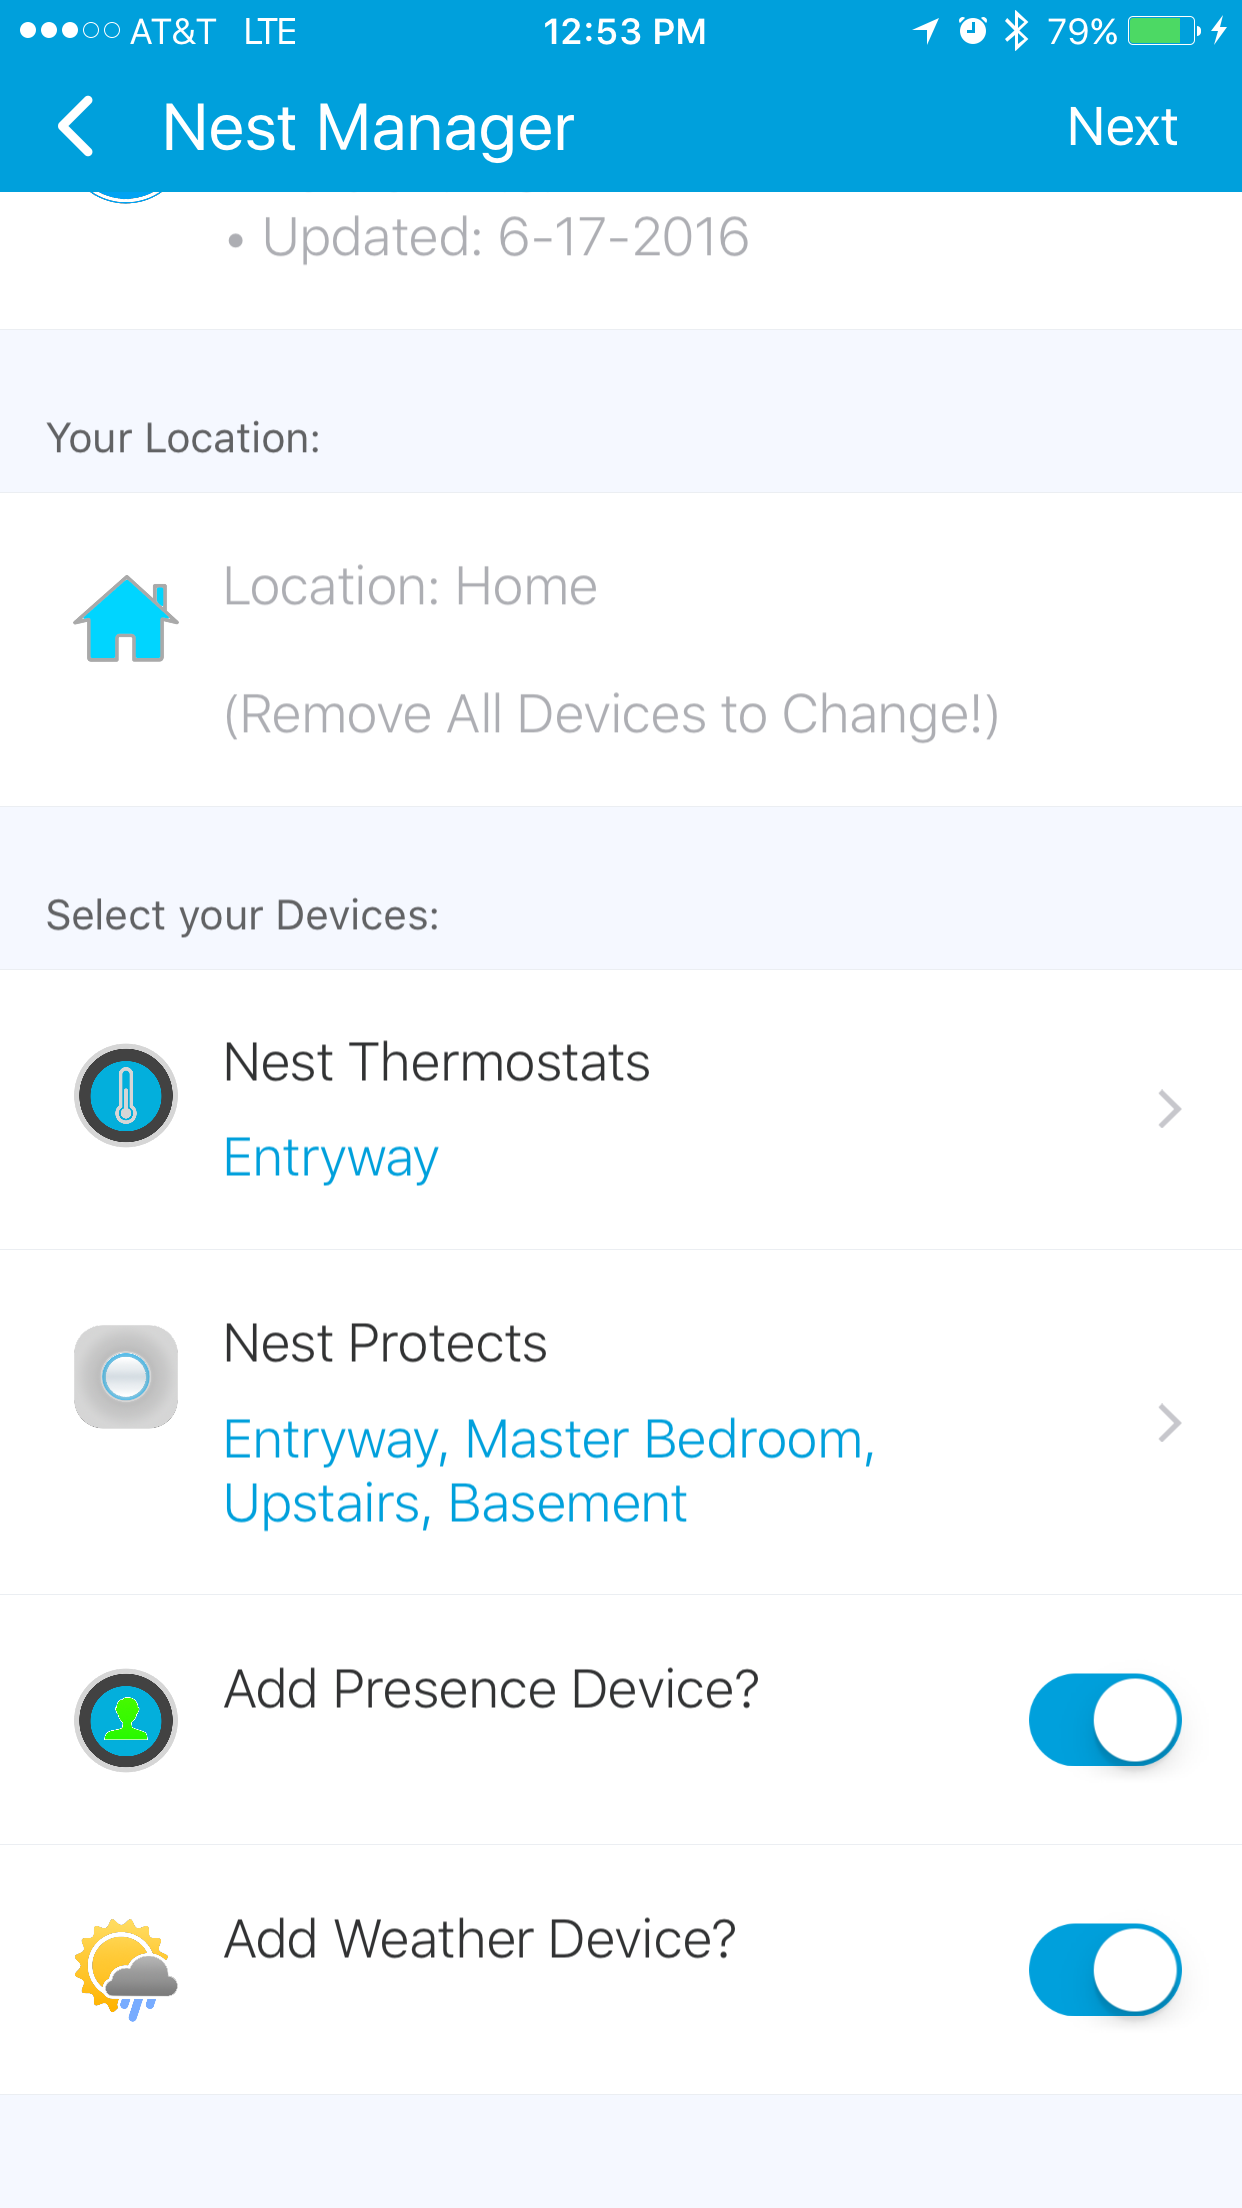 AT&T LTE 12:53 PM 79%
Nest Manager Next
• Updated: 6-17-2016
Your Location:
Location: Home
(Remove All Devices to Change!)
Select your Devices:
Nest Thermostats
Entryway
Nest Protects
Entryway, Master Bedroom,
Upstairs, Basement
Add Presence Device?
Add Weather Device?